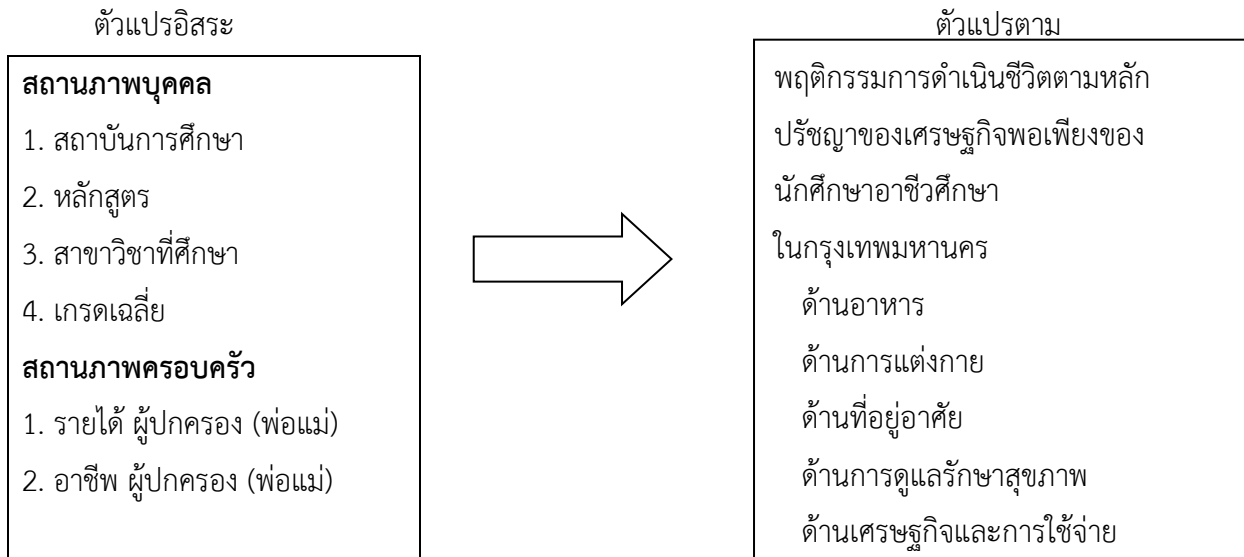 ตัวแปรอิสระ
สถานภาพบุคคล
1. สถาบันการศึกษา
2. หลักสูตร
3. สาขาวิชาที่ศึกษา
4. เกรดเฉลี่ย
สถานภาพครอบครัว
1. รายได้ ผู้ปกครอง (พ่อแม่)
2. อาชีพ ผู้ปกครอง (พ่อแม่)
ตัวแปรตาม
พฤติกรรมการดำเนินชีวิตตามหลัก
ปรัชญาของเศรษฐกิจพอเพียงของ
นักศึกษาอาชีวศึกษา
ในกรุงเทพมหานคร
ด้านอาหาร
ด้านการแต่งกาย
ด้านที่อยู่อาศัย
ด้านการดูแลรักษาสุขภาพ
ด้านเศรษฐกิจและการใช้จ่าย